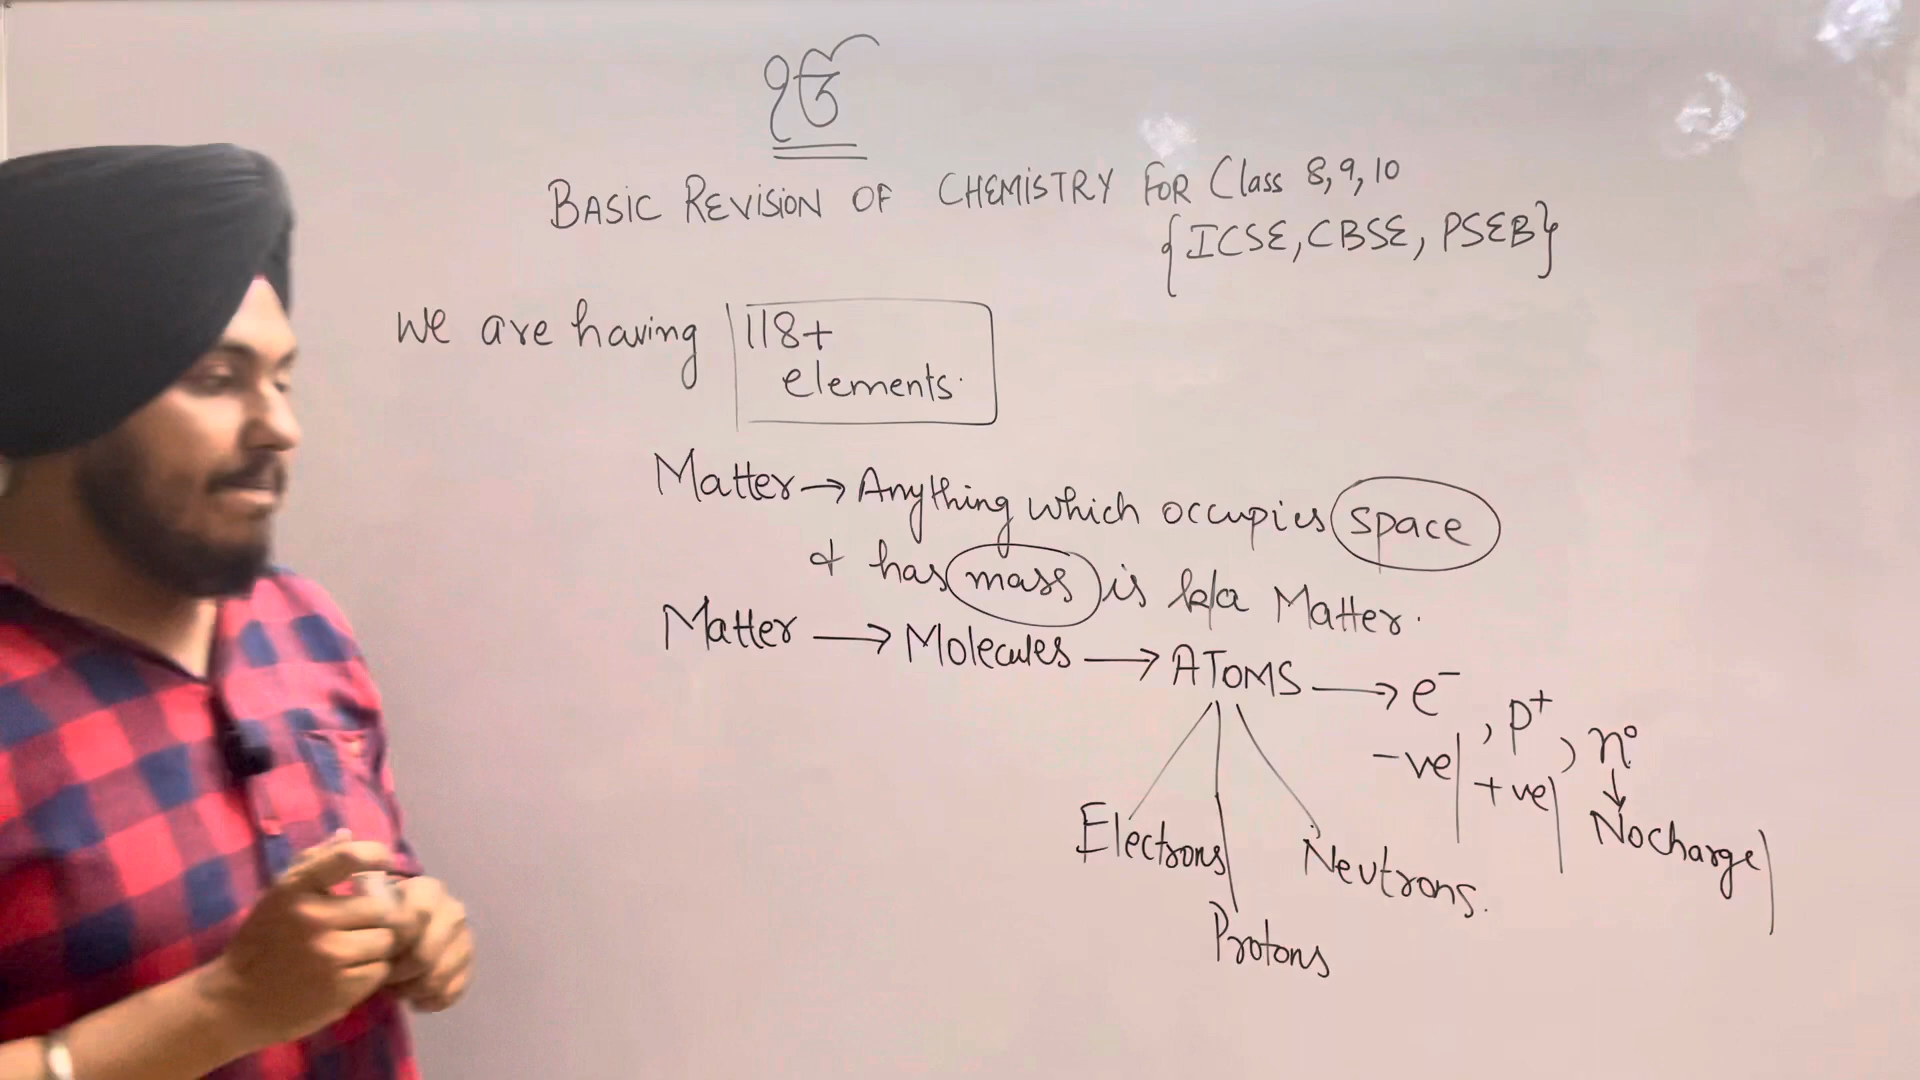 ੴ
BASIC REVISION OF CHEMISTRY FOR Class 8,9,10
{ICSE, CBSE, PSEB}
We are having 118+
elements.
Matter → Anything which occupies space
& has mass is k/a Matter.
Matter → Molecules → ATOMS → e⁻, p⁺, n°
-ve +ve ↓
No charge
Electrons Neutrons.
Protons